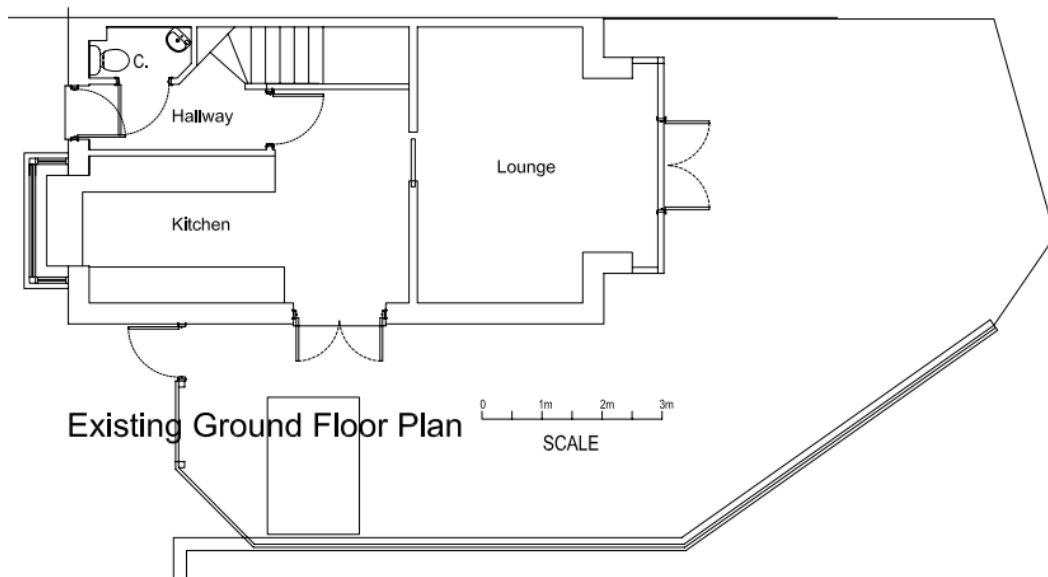 C.
Hallway
Lounge
Kitchen
Existing Ground Floor Plan
0 1m 2m 3m
SCALE